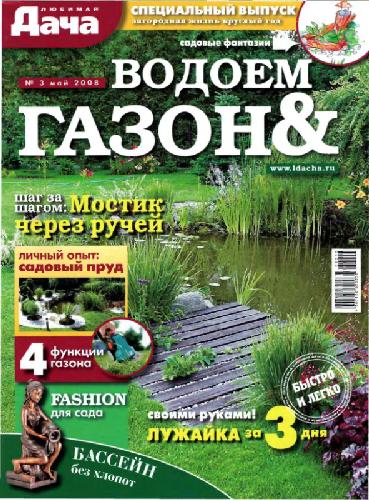 ЛЮБИМАЯ
Дача
СПЕЦИАЛЬНЫЙ ВЫПУСК
загородная жизнь круглый год
садовые фантазии
№ 3 май 2008
ВОДОЕМ
ГАЗОН&
www.ldacha.ru
шаг за
шагом: Мостик
через ручей
ЛИЧНЫЙ ОПЫТ:
САДОВЫЙ ПРУД
4 функции
газона
FASHION
для сада
БАССЕЙН
без хлопот
БЫСТРО
И ЛЕГКО
своими руками!
ЛУЖАЙКА за 3 дня